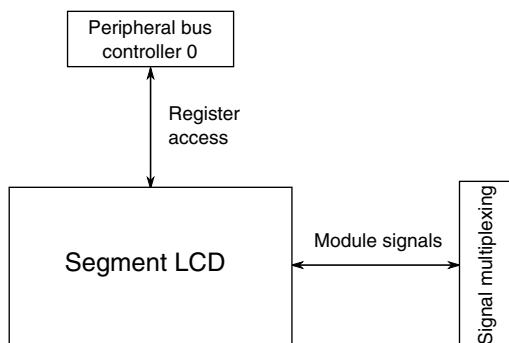 Peripheral bus
controller 0
Register
access
Segment LCD
Module signals
Signal multiplexing